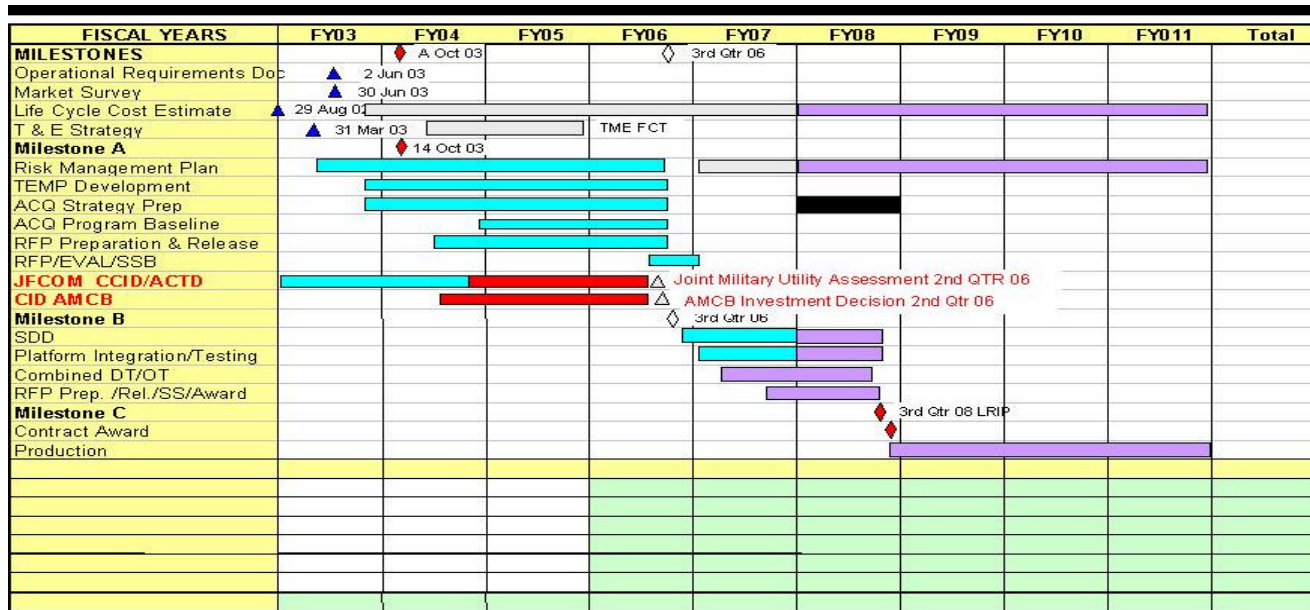 FISCAL YEARS FY03 FY04 FY05 FY06 FY07 FY08 FY09 FY10 FY011 Total
MILESTONES A Oct 03 3rd Qtr 06
Operational Requirements Doc 2 Jun 03
Market Survey 30 Jun 03
Life Cycle Cost Estimate 29 Aug 02
T & E Strategy 31 Mar 03 TME FCT
Milestone A 14 Oct 03
Risk Management Plan
TEMP Development
ACQ Strategy Prep
ACQ Program Baseline
RFP Preparation & Release
RFP/EVAL/SSB
JFCOM CCID/ACTD Joint Military Utility Assessment 2nd QTR 06
CID AMCB AMCB Investment Decision 2nd Qtr 06
Milestone B 3rd Qtr 06
SDD
Platform Integration/Testing
Combined DT/OT
RFP Prep. /Rel./SS/Award
Milestone C 3rd Qtr 08 LRIP
Contract Award
Production